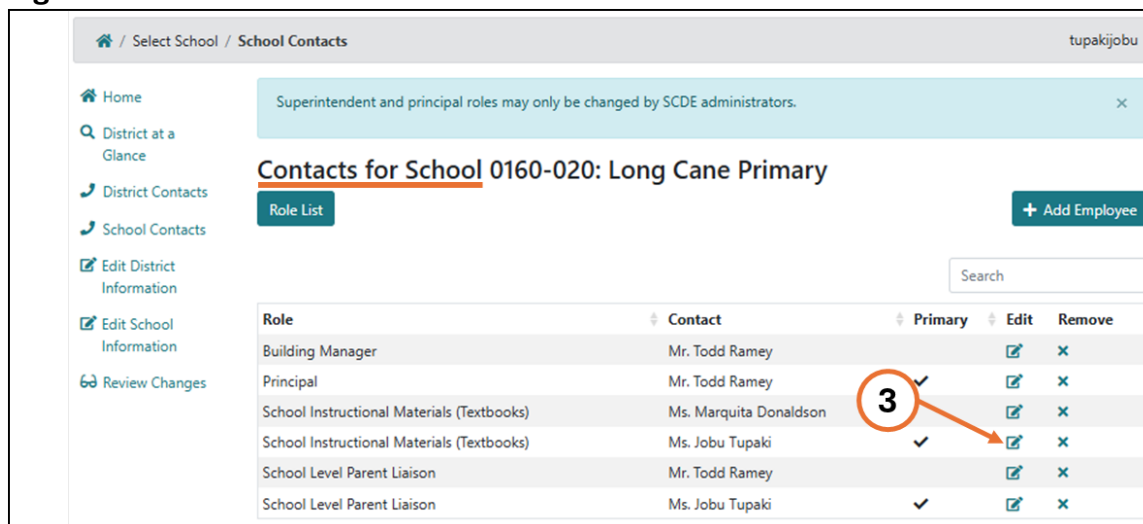 / Select School / School Contacts
tupakijobu
Home
District at a
Glance
District Contacts
School Contacts
Edit District
Information
Edit School
Information
Review Changes
Superintendent and principal roles may only be changed by SCDE administrators.
×
Contacts for School 0160-020: Long Cane Primary
Role List
+ Add Employee
Search
Role Contact Primary Edit Remove
Building Manager Mr. Todd Ramey
Principal Mr. Todd Ramey
School Instructional Materials (Textbooks) Ms. Marquita Donaldson
3
School Instructional Materials (Textbooks) Ms. Jobu Tupaki
School Level Parent Liaison Mr. Todd Ramey
School Level Parent Liaison Ms. Jobu Tupaki